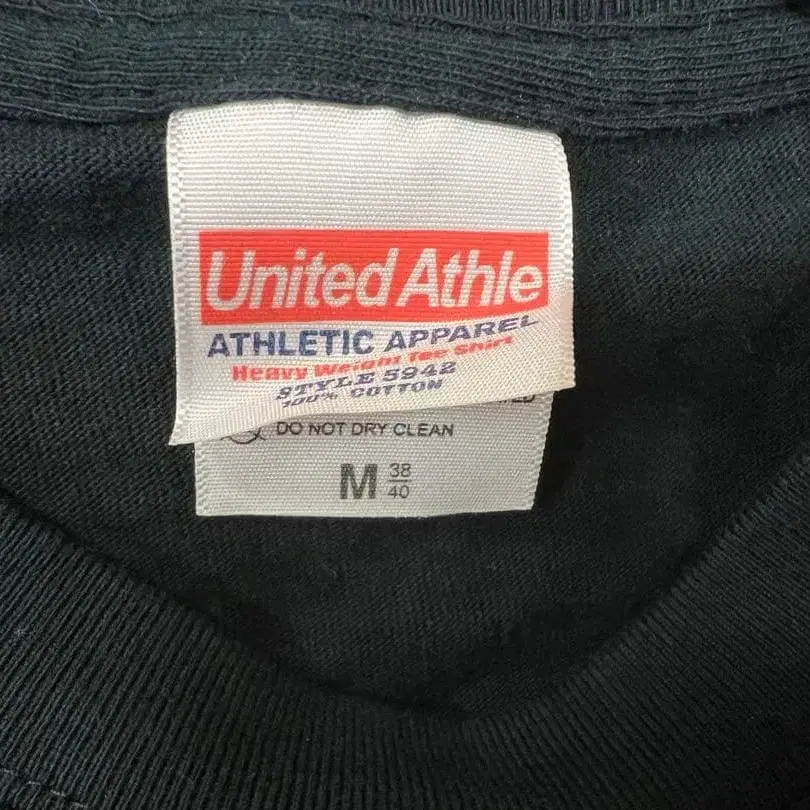 United Athle
ATHLETIC APPAREL
Heavy Weight Tee Shirt
STYLE 5942
100% COTTON
DO NOT DRY CLEAN
M 38
40